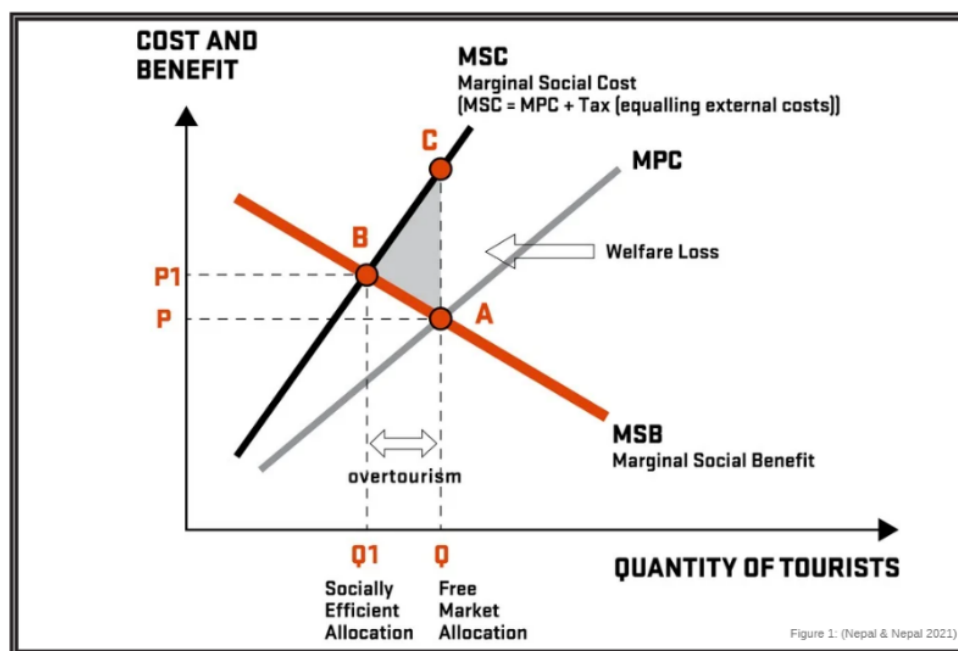 COST AND
BENEFIT
MSC
Marginal Social Cost
(MSC = MPC + Tax (equalling external costs))
C
MPC
B
Welfare Loss
P1
P
A
MSB
Marginal Social Benefit
overtourism
Q1
Q
QUANTITY OF TOURISTS
Socially
Efficient
Allocation
Free
Market
Allocation
Figure 1: (Nepal & Nepal 2021)